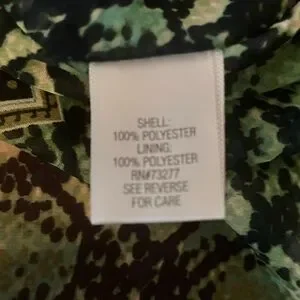 SHELL:
100% POLYESTER
LINING:
100% POLYESTER
RN#73277
SEE REVERSE
FOR CARE